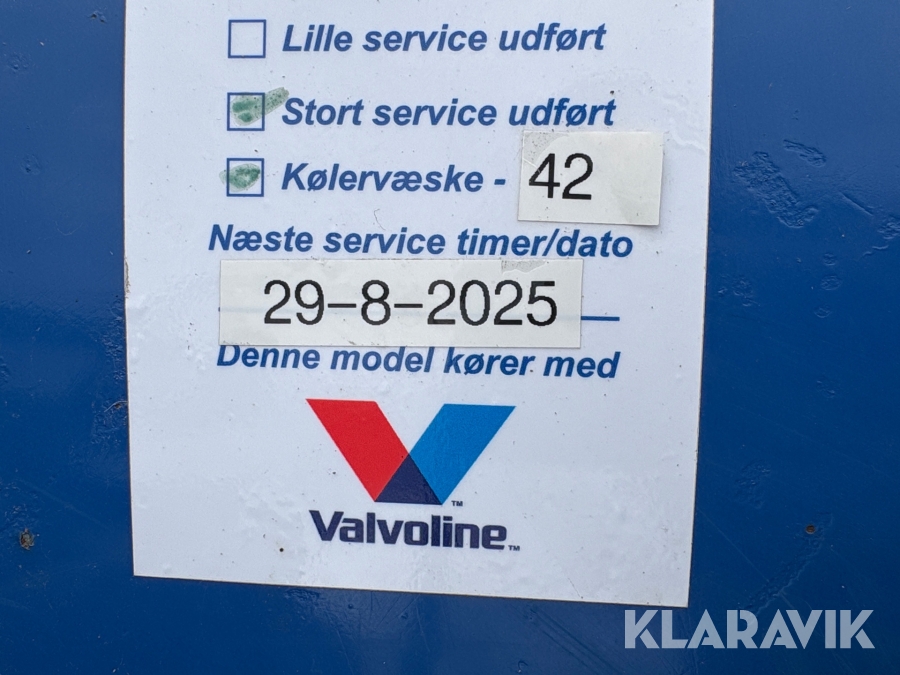 Lille service udført
Stort service udført
Kølervæske - 42
Næste service timer/dato
29-8-2025
Denne model kører med
Valvoline™
KLARAVIK